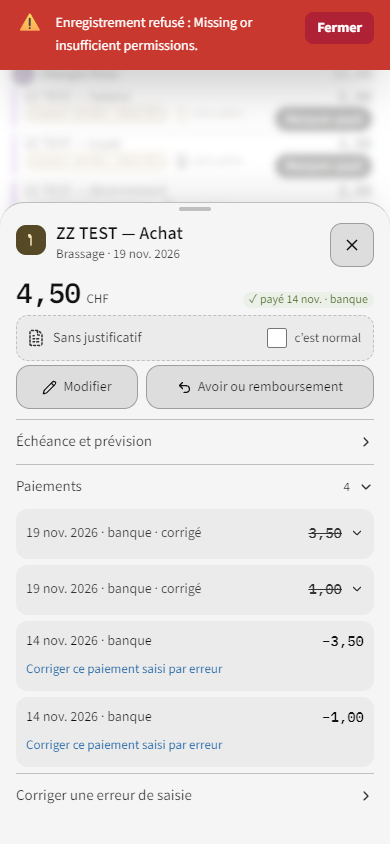 Enregistrement refusé : Missing or
insufficient permissions.
Fermer
ZZ TEST — Achat
Brassage · 19 nov. 2026
4,50 CHF
✓ payé 14 nov. · banque
Sans justificatif
c'est normal
Modifier
Avoir ou remboursement
Échéance et prévision
Paiements
4
19 nov. 2026 · banque · corrigé
3,50
19 nov. 2026 · banque · corrigé
1,00
14 nov. 2026 · banque
−3,50
Corriger ce paiement saisi par erreur
14 nov. 2026 · banque
−1,00
Corriger ce paiement saisi par erreur
Corriger une erreur de saisie